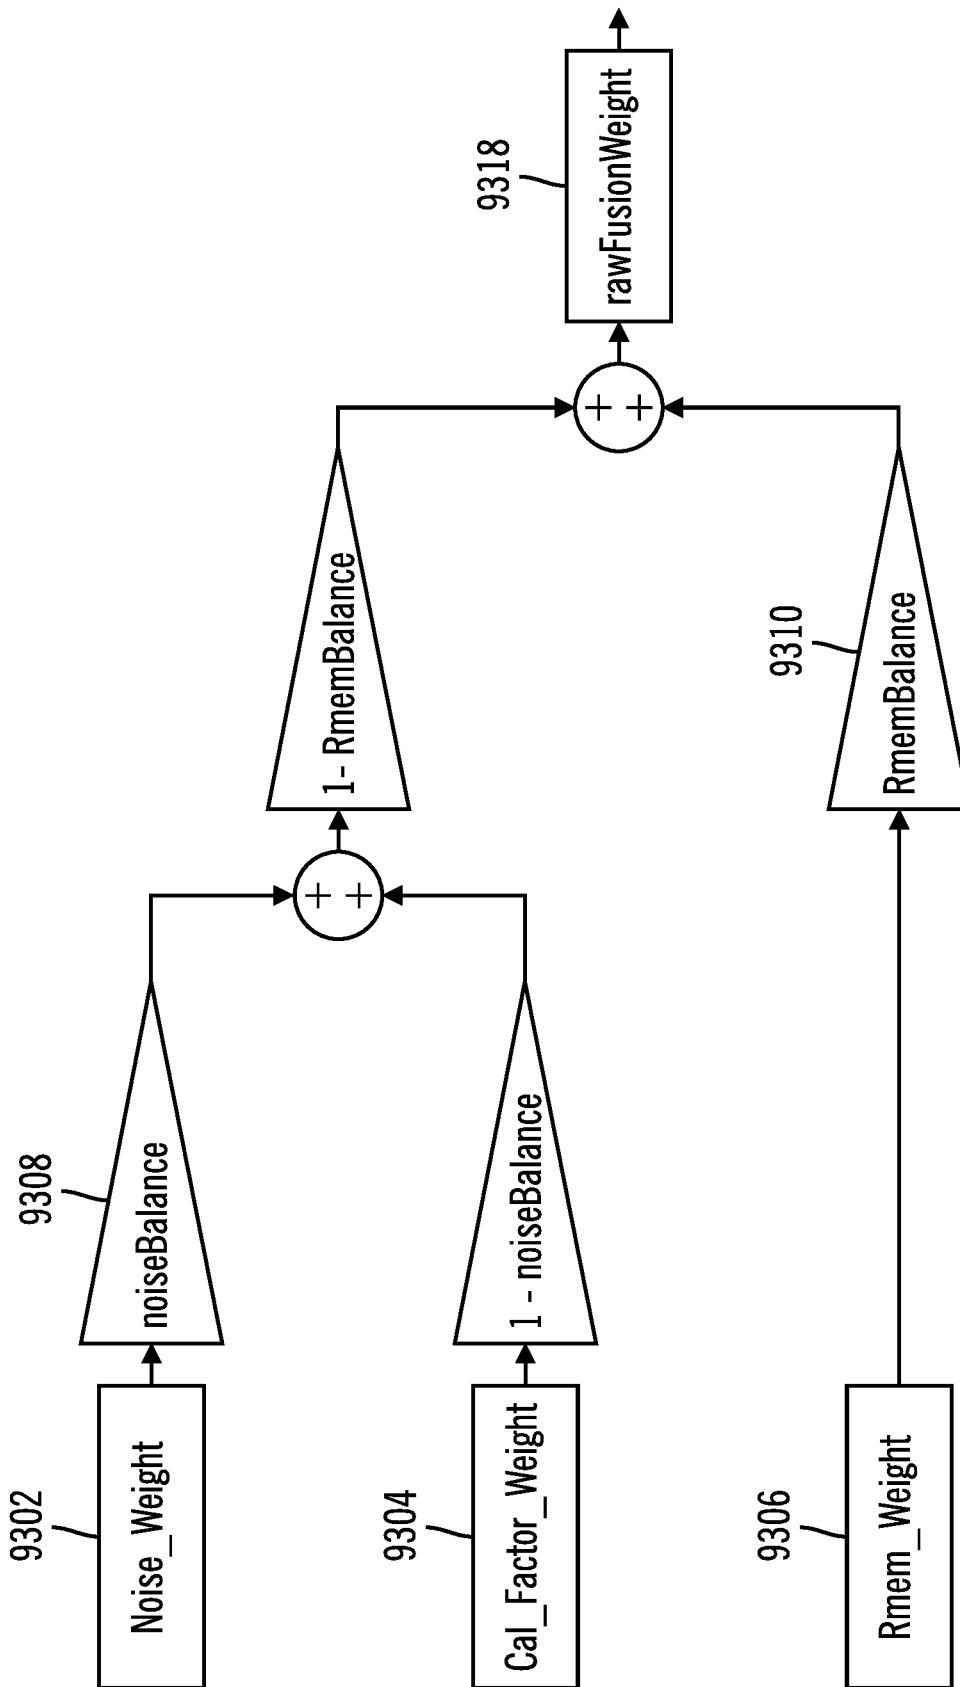 9302
Noise_Weight
9308
noiseBalance
9304
Cal_Factor_Weight
1 - noiseBalance
+ +
1- RmemBalance
9306
Rmem_Weight
9310
RmemBalance
+ +
9318
rawFusionWeight